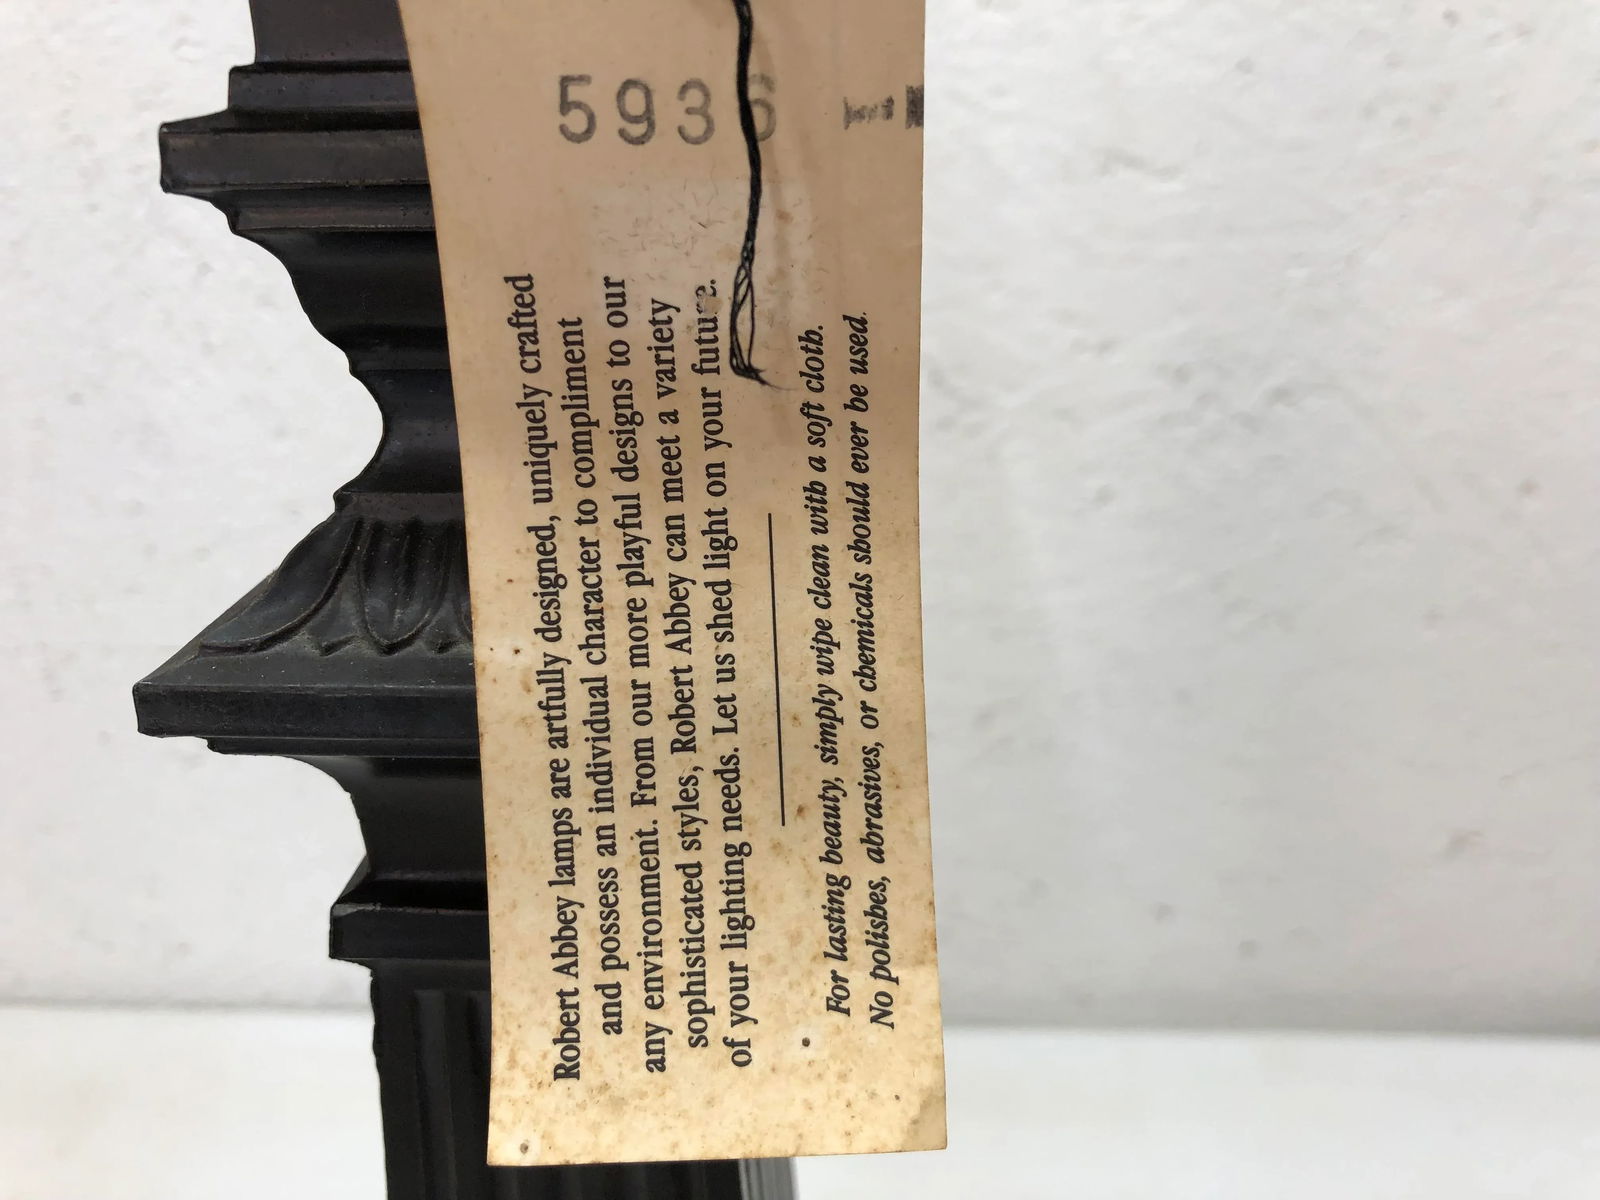 5936
Robert Abbey lamps are artfully designed, uniquely crafted
and possess an individual character to compliment
any environment. From our more playful designs to our
sophisticated styles, Robert Abbey can meet a variety
of your lighting needs. Let us shed light on your future.
For lasting beauty, simply wipe clean with a soft cloth.
No polishes, abrasives, or chemicals should ever be used.